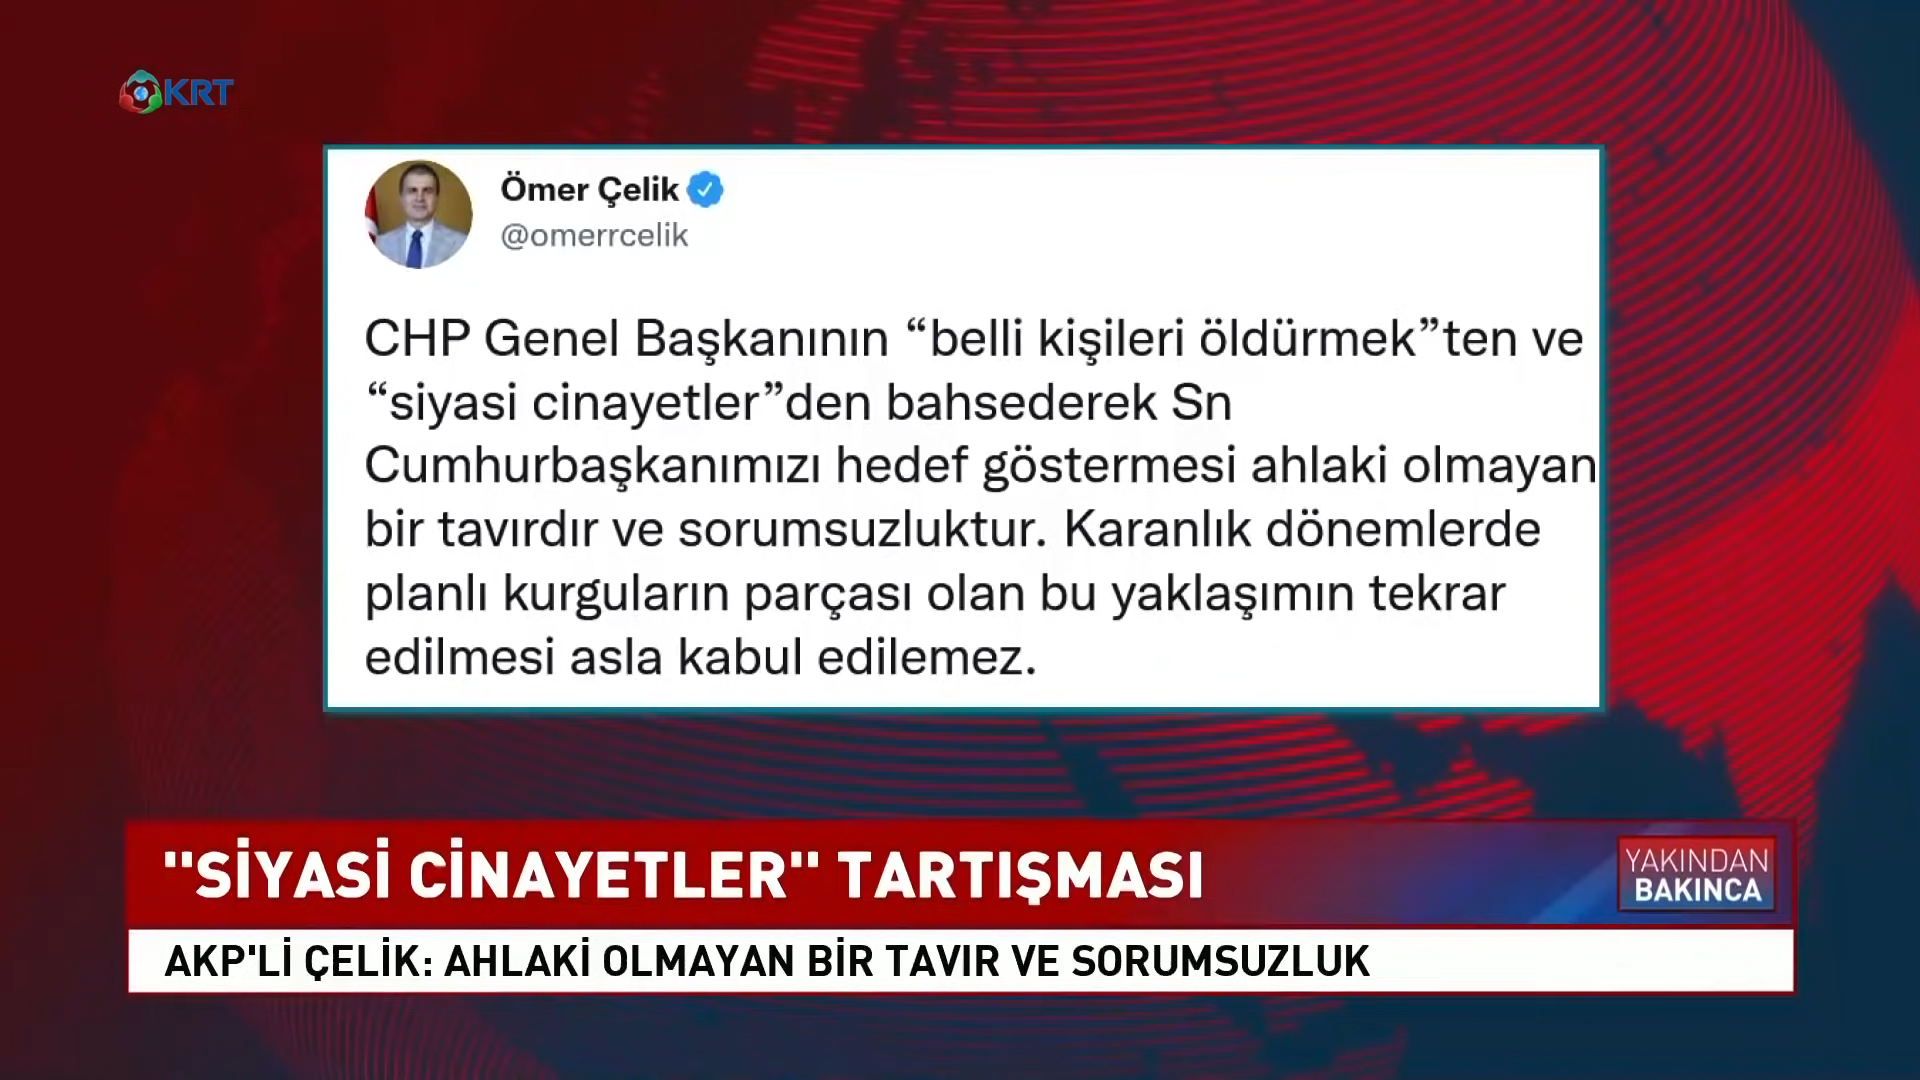 KRT
Ömer Çelik
@omerrcelik
CHP Genel Başkanının “belli kişileri öldürmek”ten ve
“siyasi cinayetler”den bahsederek Sn
Cumhurbaşkanımızı hedef göstermesi ahlaki olmayan
bir tavırdır ve sorumsuzluktur. Karanlık dönemlerde
planlı kurguların parçası olan bu yaklaşımın tekrar
edilmesi asla kabul edilemez.
"SİYASİ CİNAYETLER" TARTIŞMASI
YAKINDAN
BAKINCA
AKP'Lİ ÇELİK: AHLAKİ OLMAYAN BİR TAVIR VE SORUMSUZLUK